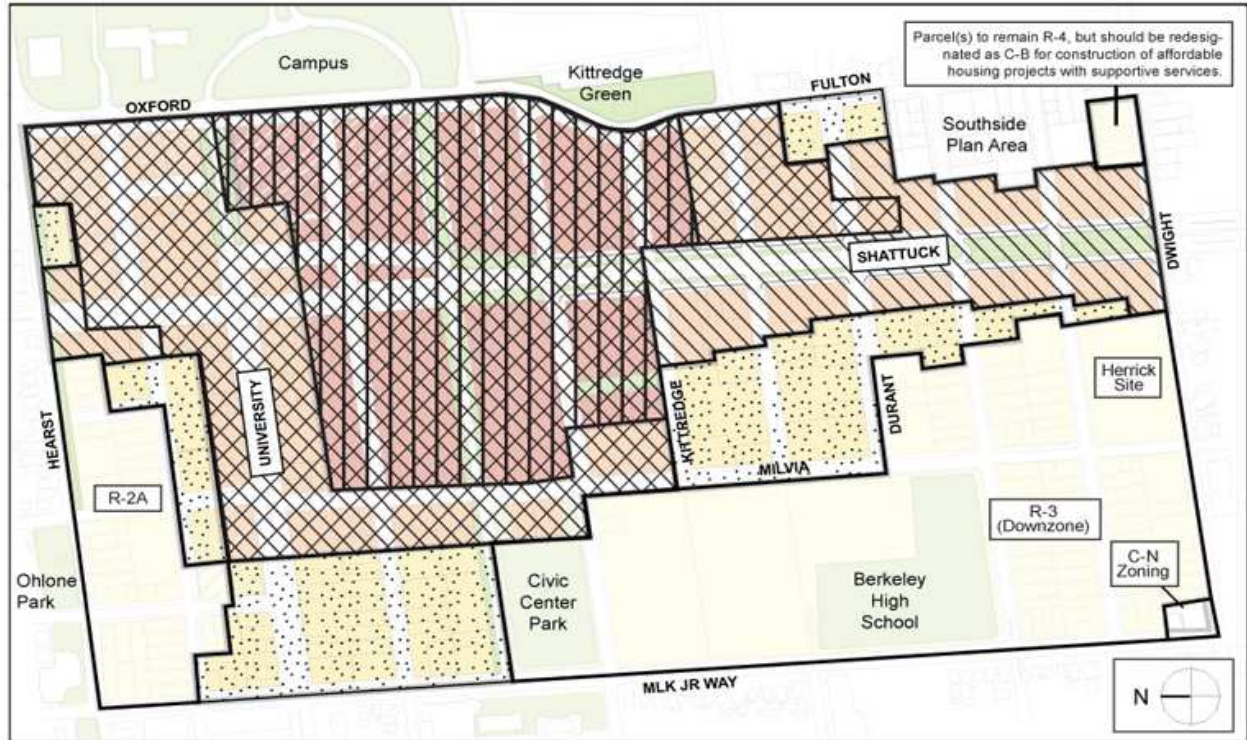 Parcel(s) to remain R-4, but should be redesig-
nated as C-B for construction of affordable
housing projects with supportive services.
Campus
Kittredge
Green
FULTON
OXFORD
Southside
Plan Area
SHATTUCK
DWIGHT
HEARST
UNIVERSITY
KITTREDGE
DURANT
Herrick
Site
MILVIA
R-2A
R-3
(Downzone)
C-N
Zoning
Ohlone
Park
Civic
Center
Park
Berkeley
High
School
MLK JR WAY
N